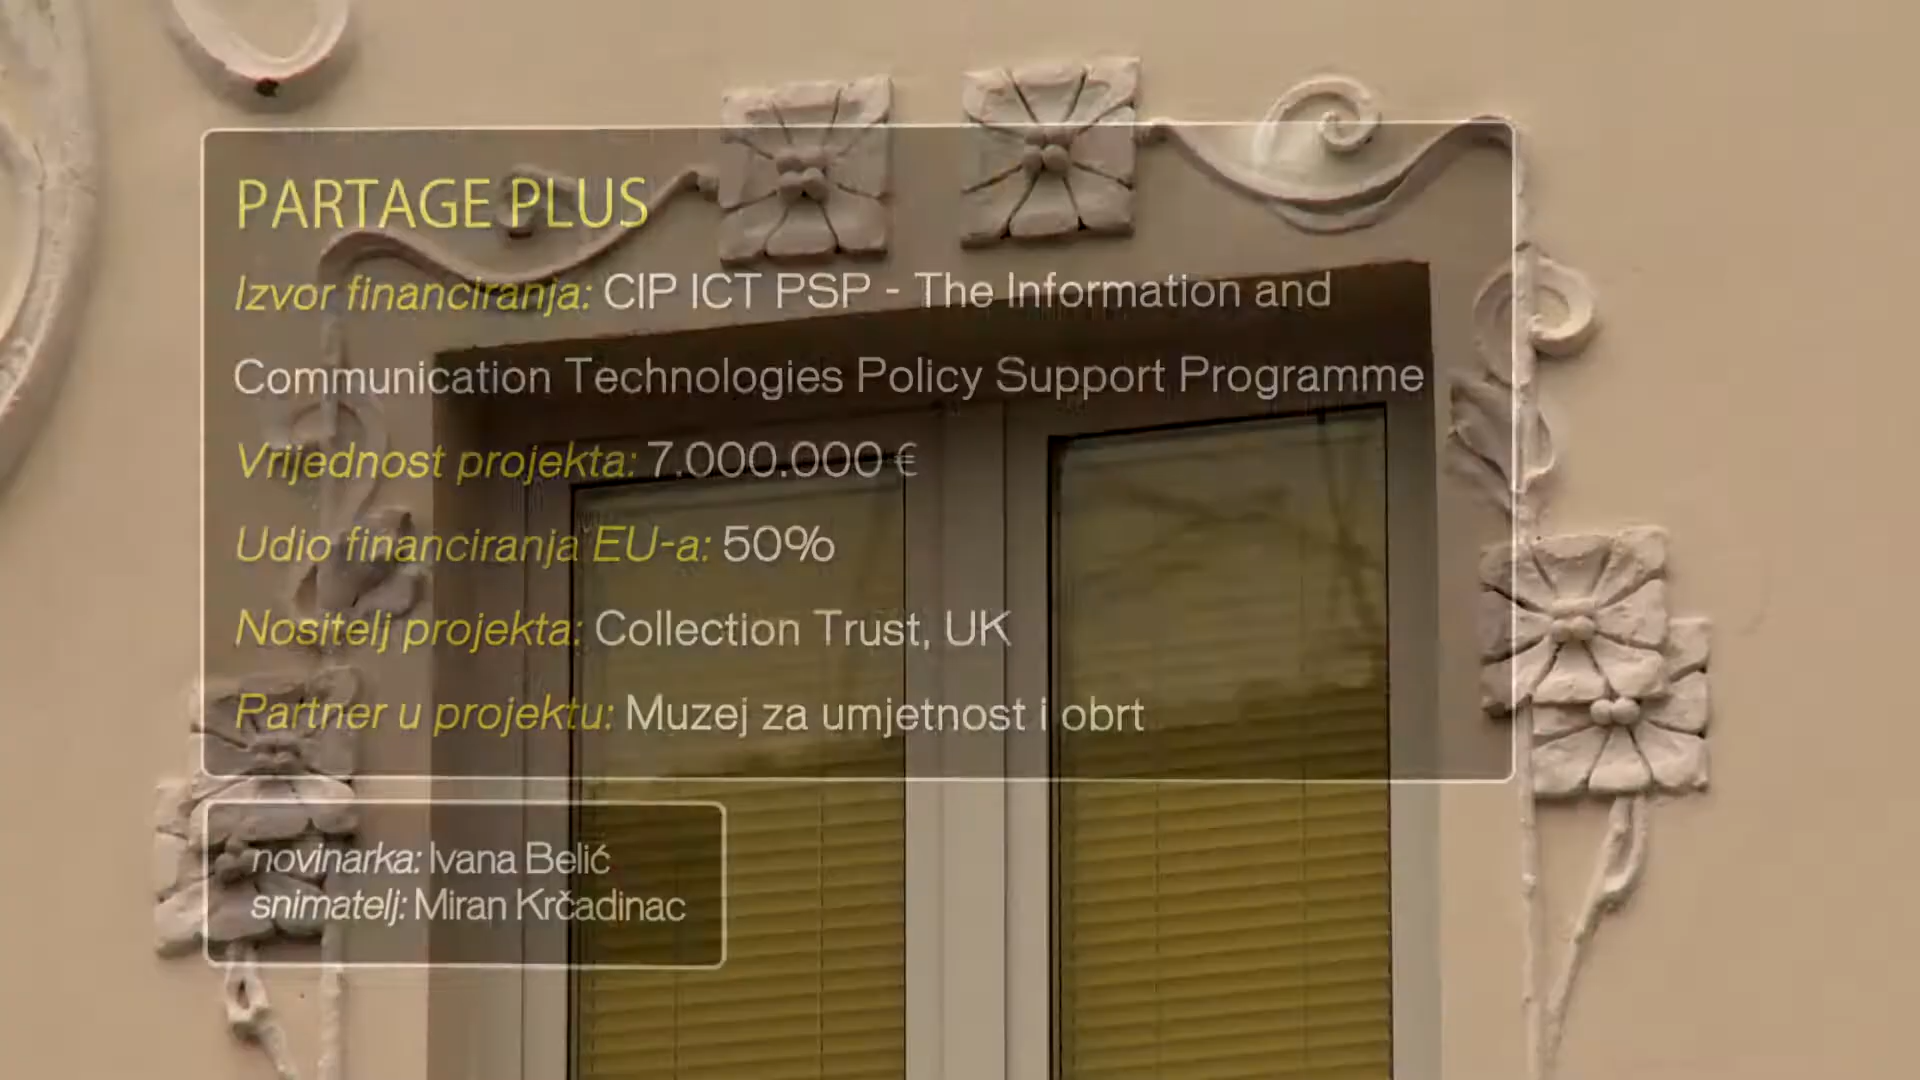 PARTAGE PLUS
Izvor financiranja: CIP ICT PSP - The Information and
Communication Technologies Policy Support Programme
Vrijednost projekta: 7.000.000 €
Udio financiranja EU-a: 50%
Nositelj projekta: Collection Trust, UK
Partner u projektu: Muzej za umjetnost i obrt
novinarka: Ivana Belić
snimatelj: Miran Krčadinac